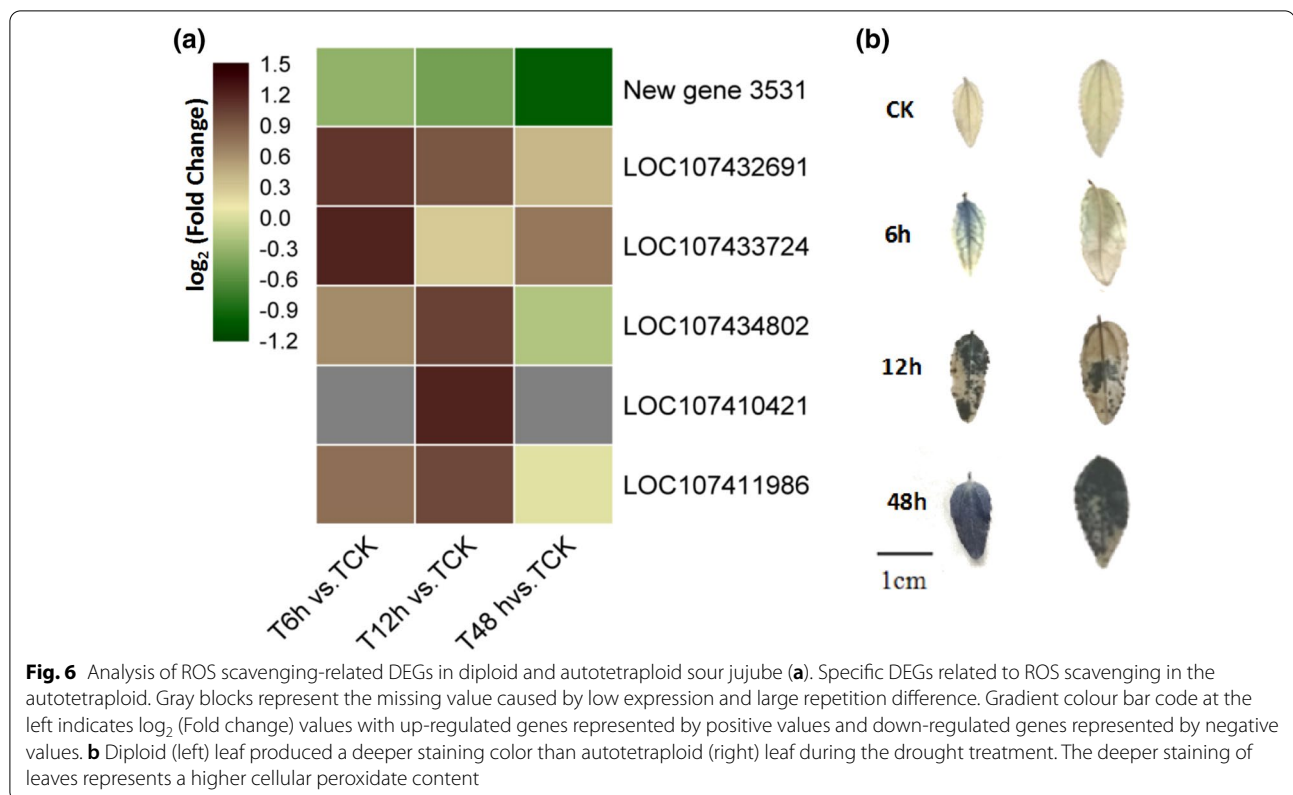 (a)
log₂ (Fold Change)
1.5
1.2
0.9
0.6
0.3
0.0
-0.3
-0.6
-0.9
-1.2
New gene 3531
LOC107432691
LOC107433724
LOC107434802
LOC107410421
LOC107411986
T6h vs.TCK
T12h vs.TCK
T48 hvs.TCK
(b)
CK
6h
12h
48h
1cm
Fig. 6 Analysis of ROS scavenging-related DEGs in diploid and autotetraploid sour jujube (a). Specific DEGs related to ROS scavenging in the
autotetraploid. Gray blocks represent the missing value caused by low expression and large repetition difference. Gradient colour bar code at the
left indicates log₂ (Fold change) values with up-regulated genes represented by positive values and down-regulated genes represented by negative
values. b Diploid (left) leaf produced a deeper staining color than autotetraploid (right) leaf during the drought treatment. The deeper staining of
leaves represents a higher cellular peroxidate content